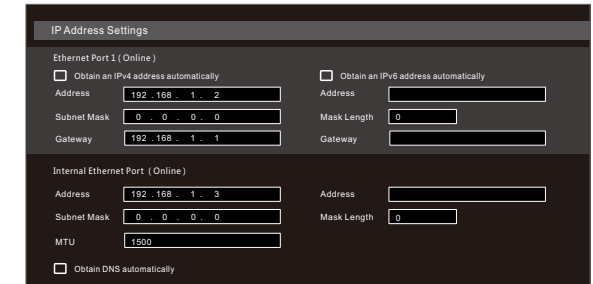 IP Address Settings
Ethernet Port 1 ( Online )
Obtain an IPv4 address automatically Obtain an IPv6 address automatically
Address 192 . 168 . 1 . 2 Address
Subnet Mask 0 . 0 . 0 . 0 Mask Length 0
Gateway 192 . 168 . 1 . 1 Gateway
Internal Ethernet Port ( Online )
Address 192 . 168 . 1 . 3 Address
Subnet Mask 0 . 0 . 0 . 0 Mask Length 0
MTU 1500
Obtain DNS automatically